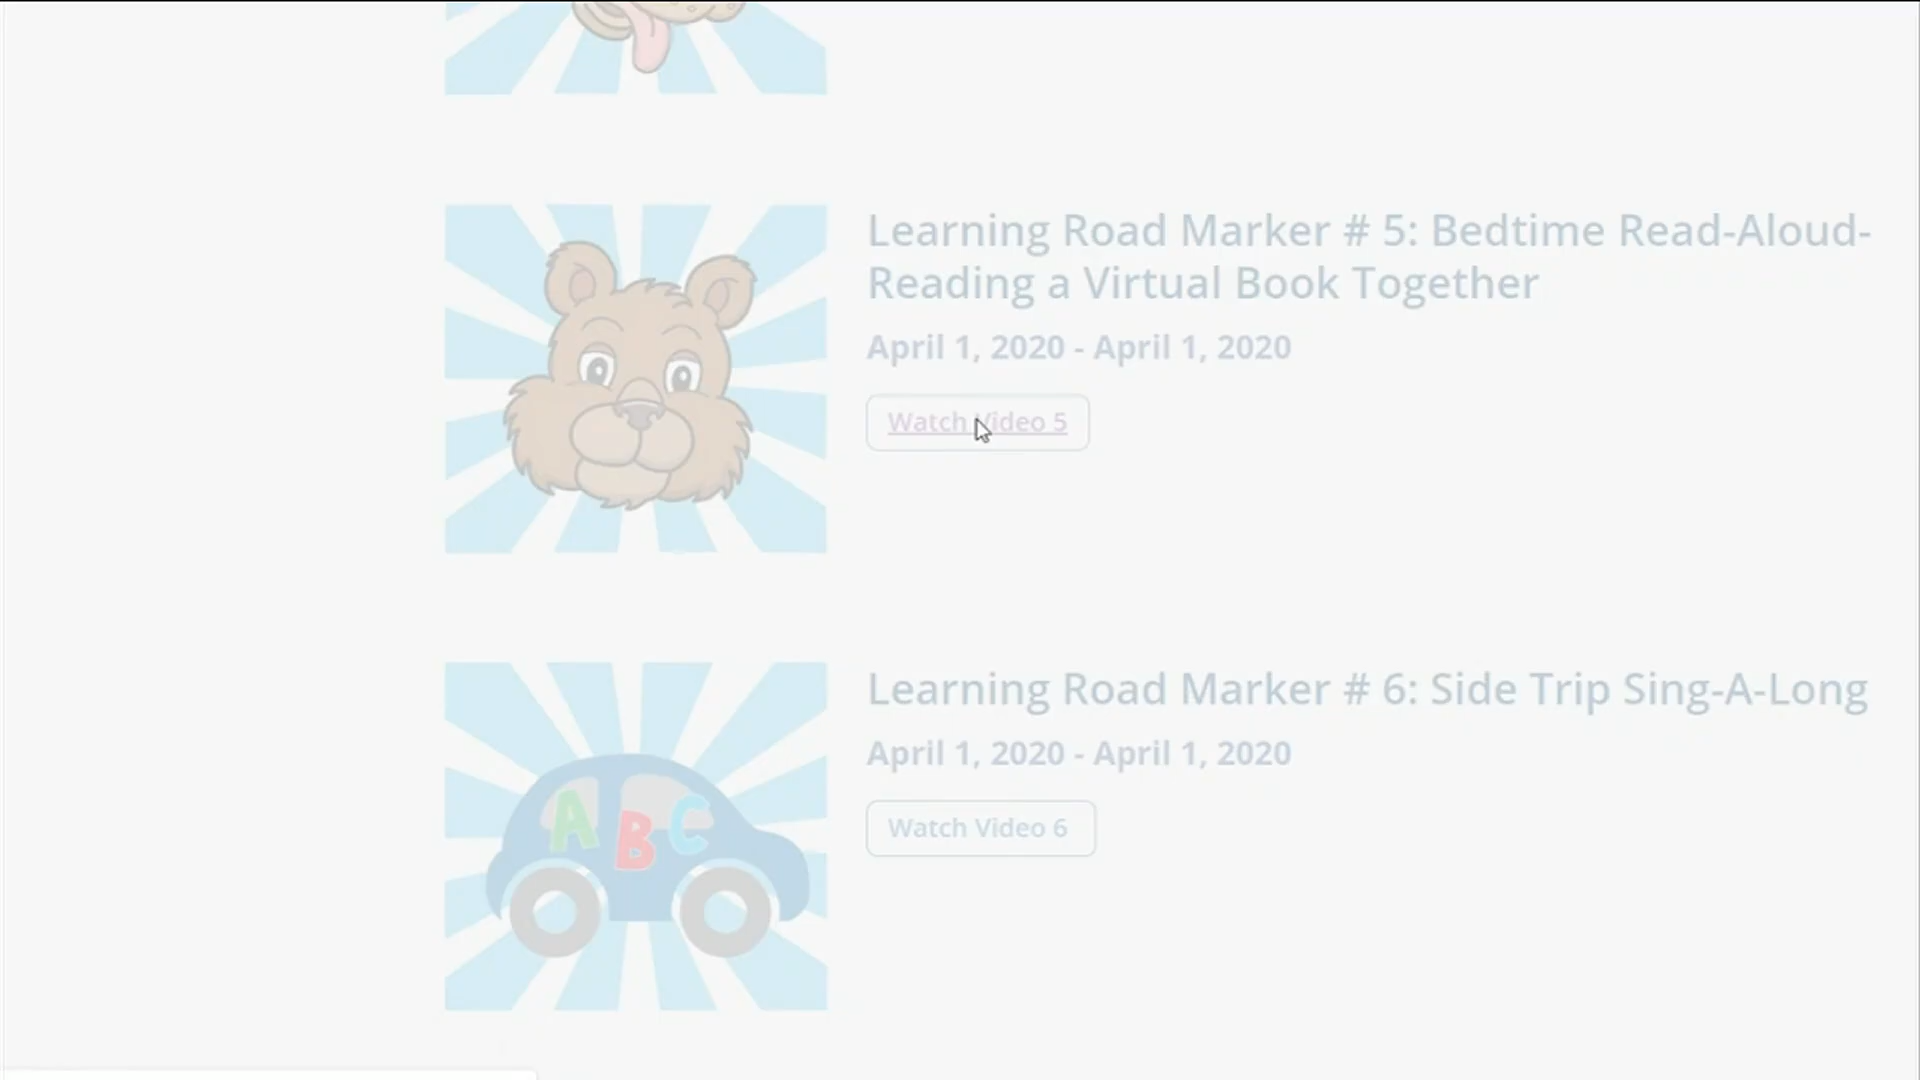 Learning Road Marker # 5: Bedtime Read-Aloud-
Reading a Virtual Book Together
April 1, 2020 - April 1, 2020
Watch Video 5
Learning Road Marker # 6: Side Trip Sing-A-Long
April 1, 2020 - April 1, 2020
A B C
Watch Video 6